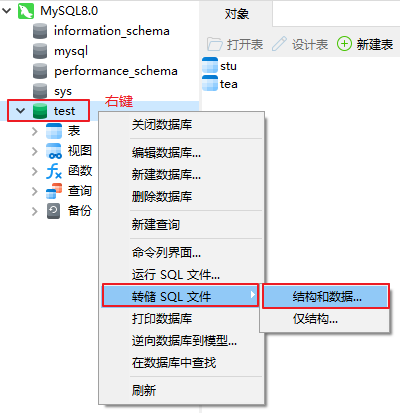 MySQL8.0
information_schema
mysql
performance_schema
sys
test
表
视图
函数
查询
备份
右键
对象
打开表 设计表 新建表
stu
tea
关闭数据库
编辑数据库...
新建数据库...
删除数据库
新建查询
命令列界面...
运行 SQL 文件...
转储 SQL 文件
打印数据库
逆向数据库到模型...
在数据库中查找
刷新
结构和数据...
仅结构...